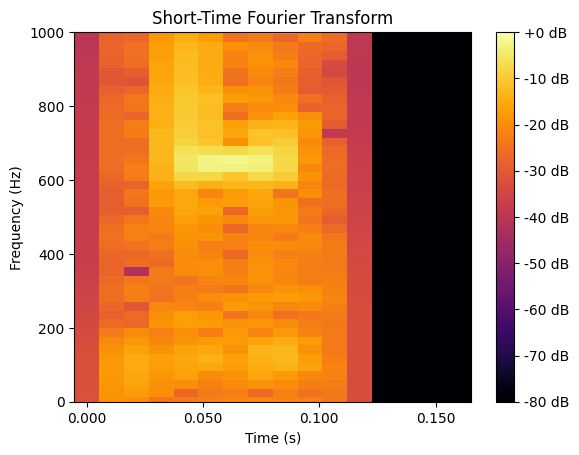 Short-Time Fourier Transform
1000
800
600
400
200
0
Frequency (Hz)
0.000
0.050
0.100
0.150
Time (s)
+0 dB
-10 dB
-20 dB
-30 dB
-40 dB
-50 dB
-60 dB
-70 dB
-80 dB